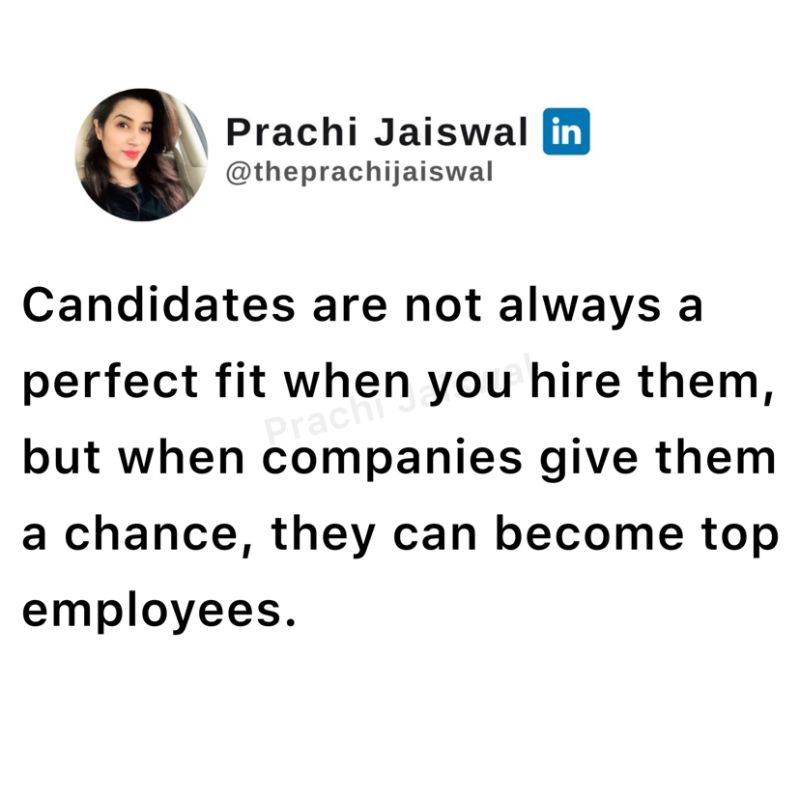 Prachi Jaiswal in
@theprachijaiswal
Candidates are not always a
perfect fit when you hire them,
Prachi Jaiswal
but when companies give them
a chance, they can become top
employees.